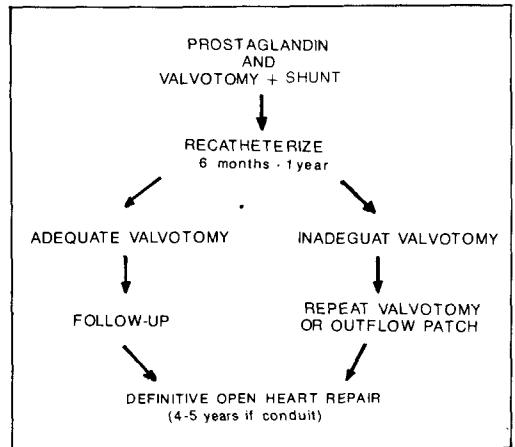 PROSTAGLANDIN
AND
VALVOTOMY + SHUNT
RECATHETERIZE
6 months - 1 year
ADEQUATE VALVOTOMY
INADEGUAT VALVOTOMY
FOLLOW-UP
REPEAT VALVOTOMY
OR OUTFLOW PATCH
DEFINITIVE OPEN HEART REPAIR
(4-5 years if conduit)